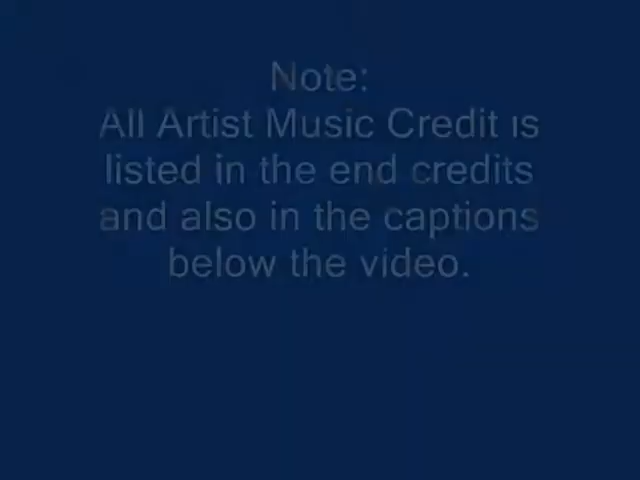 Note:
All Artist Music Credit is
listed in the end credits
and also in the captions
below the video.